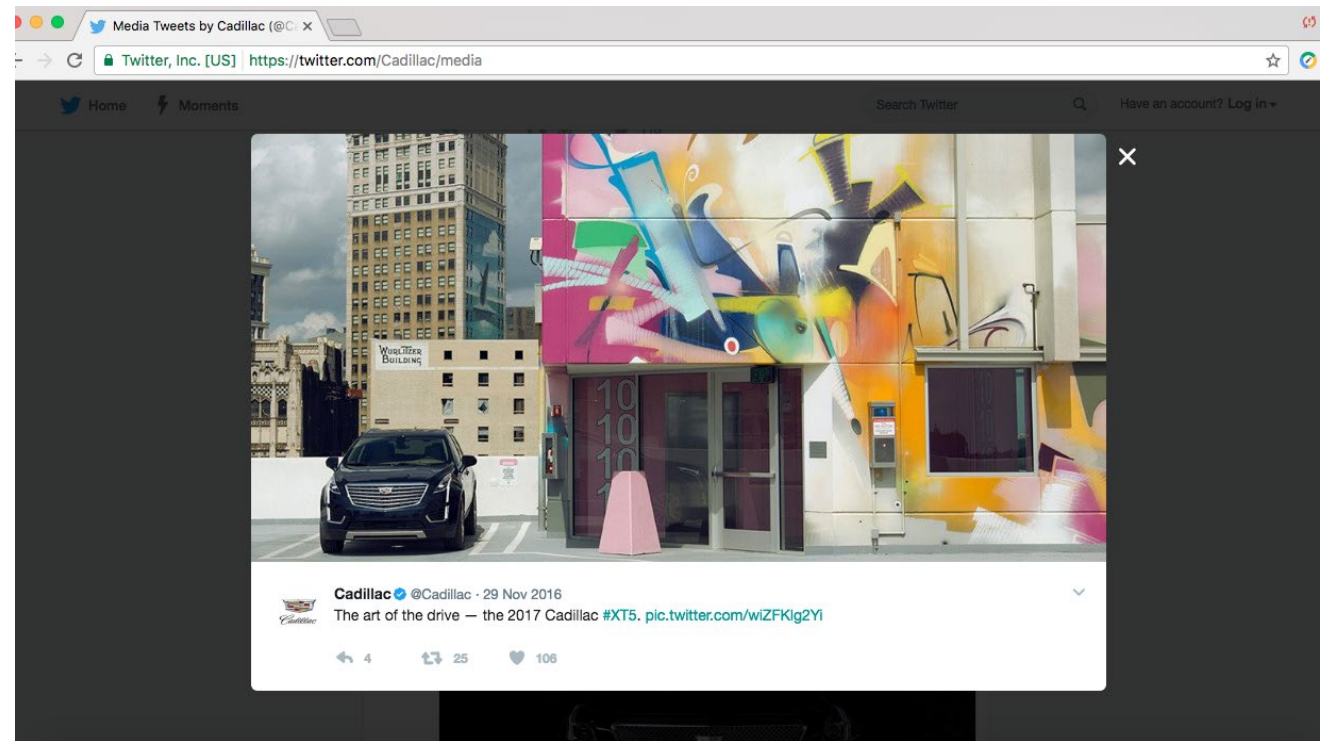 Media Tweets by Cadillac (@Ca
Twitter, Inc. [US] https://twitter.com/Cadillac/media
Home Moments Search Twitter Have an account? Log in
WURLITZER
BUILDING
10
10
10
Cadillac @Cadillac · 29 Nov 2016
Cadillac
The art of the drive — the 2017 Cadillac #XT5. pic.twitter.com/wiZFKlg2Yi
4 25 106